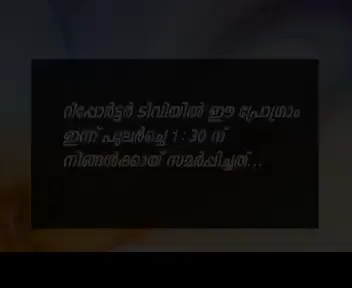 റിപ്പോർട്ടർ ടിവിയിൽ ഈ പ്രോഗ്രാം
ഇന്ന് പുലർച്ചെ 1 : 30 ന്
നിങ്ങൾക്കായ് സമർപ്പിച്ചത്...